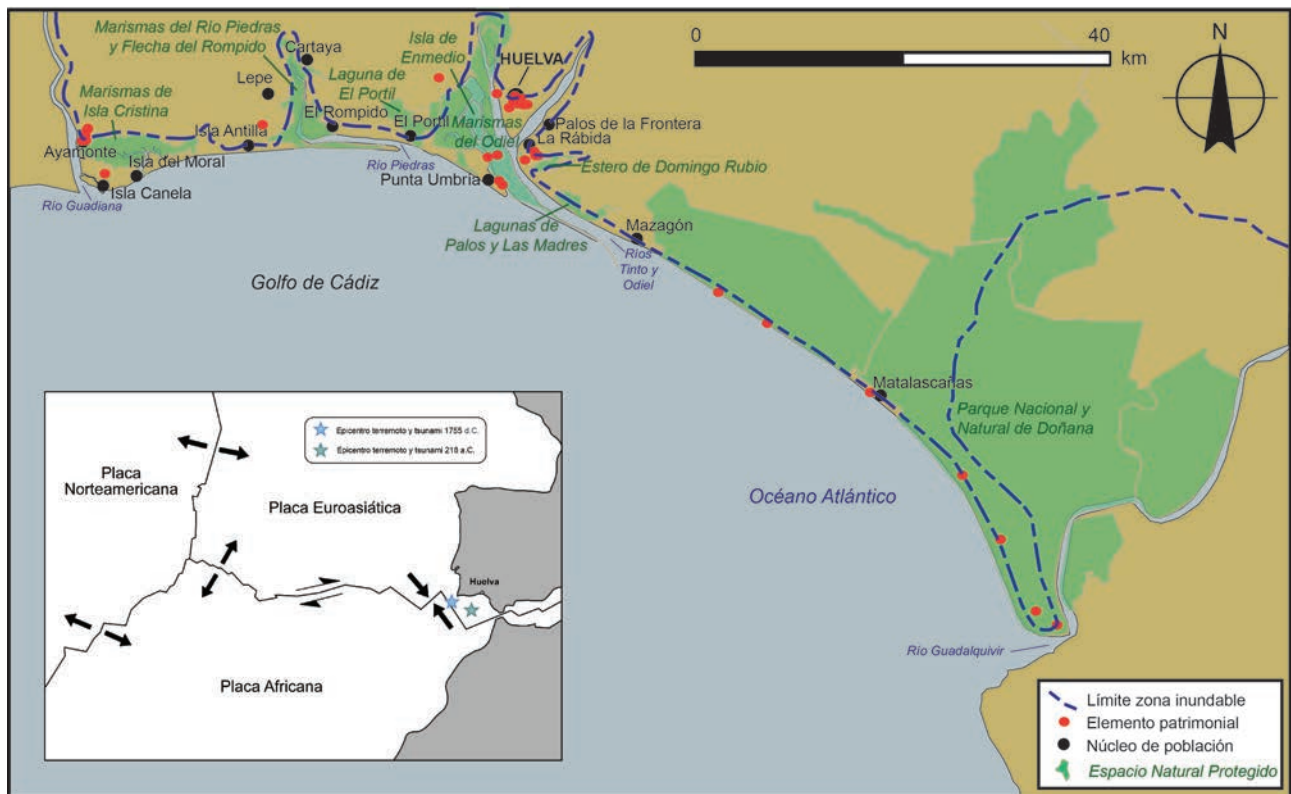 Marismas del Río Piedras
y Flecha del Rompido
Cartaya
Isla de
Enmedio
HUELVA
0
40
km
N
Lepe
Laguna de
El Portil
Marismas de
Isla Cristina
Isla Antilla
El Rompido
El Portil
Marismas
del Odiel
Palos de la Frontera
La Rábida
Ayamonte
Isla del Moral
Isla Canela
Río Guadiana
Río Piedras
Punta Umbría
Estero de Domingo Rubio
Lagunas de
Palos y Las Madres
Mazagón
Ríos
Tinto y
Odiel
Golfo de Cádiz
Matalascañas
Parque Nacional y
Natural de Doñana
Océano Atlántico
Río Guadalquivir
Epicentro terremoto y tsunami 1755 d.C.
Epicentro terremoto y tsunami 218 a.C.
Placa
Norteamericana
Placa Euroasiática
Huelva
Placa Africana
Límite zona inundable
Elemento patrimonial
Núcleo de población
Espacio Natural Protegido